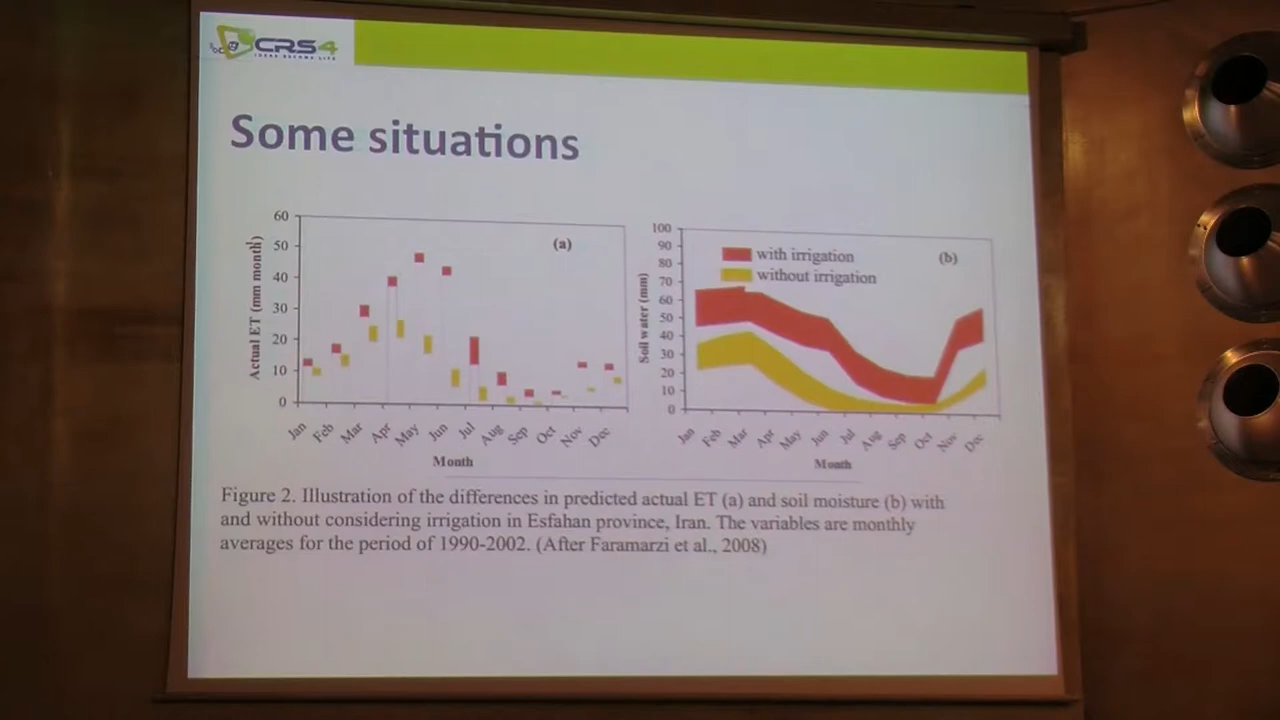 CRS4
Some situations
60
50
40
30
20
10
0
Actual ET (mm month)
(a)
Jan
Feb
Mar
Apr
May
Jun
Jul
Aug
Sep
Oct
Nov
Dec
Month
100
90
80
70
60
50
40
30
20
10
0
Soil water (mm)
with irrigation
without irrigation
(b)
Jan
Feb
Mar
Apr
May
Jun
Jul
Aug
Sep
Oct
Nov
Dec
Month
Figure 2. Illustration of the differences in predicted actual ET (a) and soil moisture (b) with
and without considering irrigation in Esfahan province, Iran. The variables are monthly
averages for the period of 1990-2002. (After Faramarzi et al., 2008)